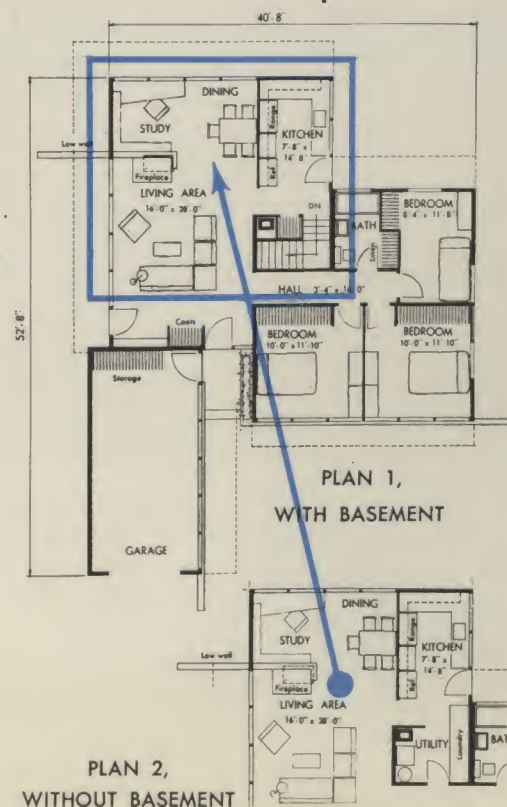 40'-8"
DINING
STUDY
KITCHEN
7'-8" x
14'-8"
Range
Ref.
Low wall
Fireplace
LIVING AREA
16'-0" x 28'-0"
DN
BATH
BEDROOM
8'-4" x 11'-8"
Linen
HALL 3'-4" x 16'-0"
52'-8"
Coats
BEDROOM
10'-0" x 11'-10"
BEDROOM
10'-0" x 11'-10"
Storage
GARAGE
PLAN 1,
WITH BASEMENT
DINING
STUDY
KITCHEN
7'-8" x
14'-8"
Range
Ref.
Low wall
Fireplace
LIVING AREA
16'-0" x 28'-0"
UTILITY
Laundry
BAT
PLAN 2,
WITHOUT BASEMENT